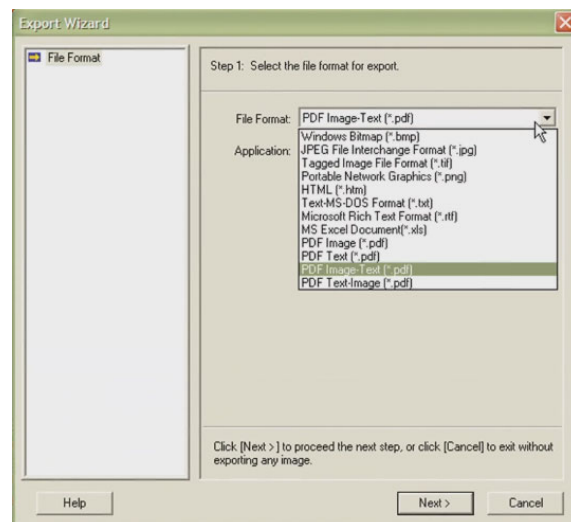 Export Wizard
File Format
Step 1: Select the file format for export.
File Format: PDF Image-Text (*.pdf)
Application:
Windows Bitmap (*.bmp)
JPEG File Interchange Format (*.jpg)
Tagged Image File Format (*.tif)
Portable Network Graphics (*.png)
HTML (*.htm)
Text-MS-DOS Format (*.txt)
Microsoft Rich Text Format (*.rtf)
MS Excel Document(*.xls)
PDF Image (*.pdf)
PDF Text (*.pdf)
PDF Image-Text (*.pdf)
PDF Text-Image (*.pdf)
Click [Next >] to proceed the next step, or click [Cancel] to exit without
exporting any image.
Help
Next >
Cancel